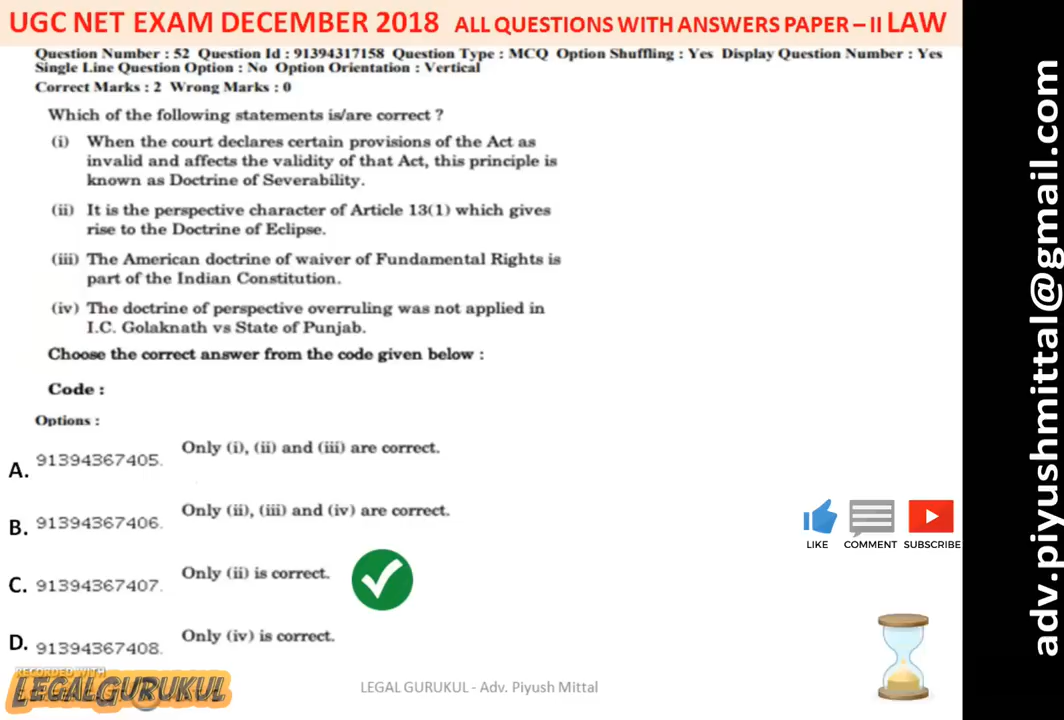 UGC NET EXAM DECEMBER 2018 ALL QUESTIONS WITH ANSWERS PAPER – II LAW
Question Number : 52 Question Id : 91394317158 Question Type : MCQ Option Shuffling : Yes Display Question Number : Yes
Single Line Question Option : No Option Orientation : Vertical
Correct Marks : 2 Wrong Marks : 0
Which of the following statements is/are correct ?
(i) When the court declares certain provisions of the Act as
invalid and affects the validity of that Act, this principle is
known as Doctrine of Severability.
(ii) It is the perspective character of Article 13(1) which gives
rise to the Doctrine of Eclipse.
(iii) The American doctrine of waiver of Fundamental Rights is
part of the Indian Constitution.
(iv) The doctrine of perspective overruling was not applied in
I.C. Golaknath vs State of Punjab.
Choose the correct answer from the code given below :
Code :
Options :
A. 91394367405. Only (i), (ii) and (iii) are correct.
B. 91394367406. Only (ii), (iii) and (iv) are correct.
C. 91394367407. Only (ii) is correct.
D. 91394367408. Only (iv) is correct.
LIKE COMMENT SUBSCRIBE
RECORDED WITH
LEGALGURUKUL
LEGAL GURUKUL - Adv. Piyush Mittal
adv.piyushmittal@gmail.com